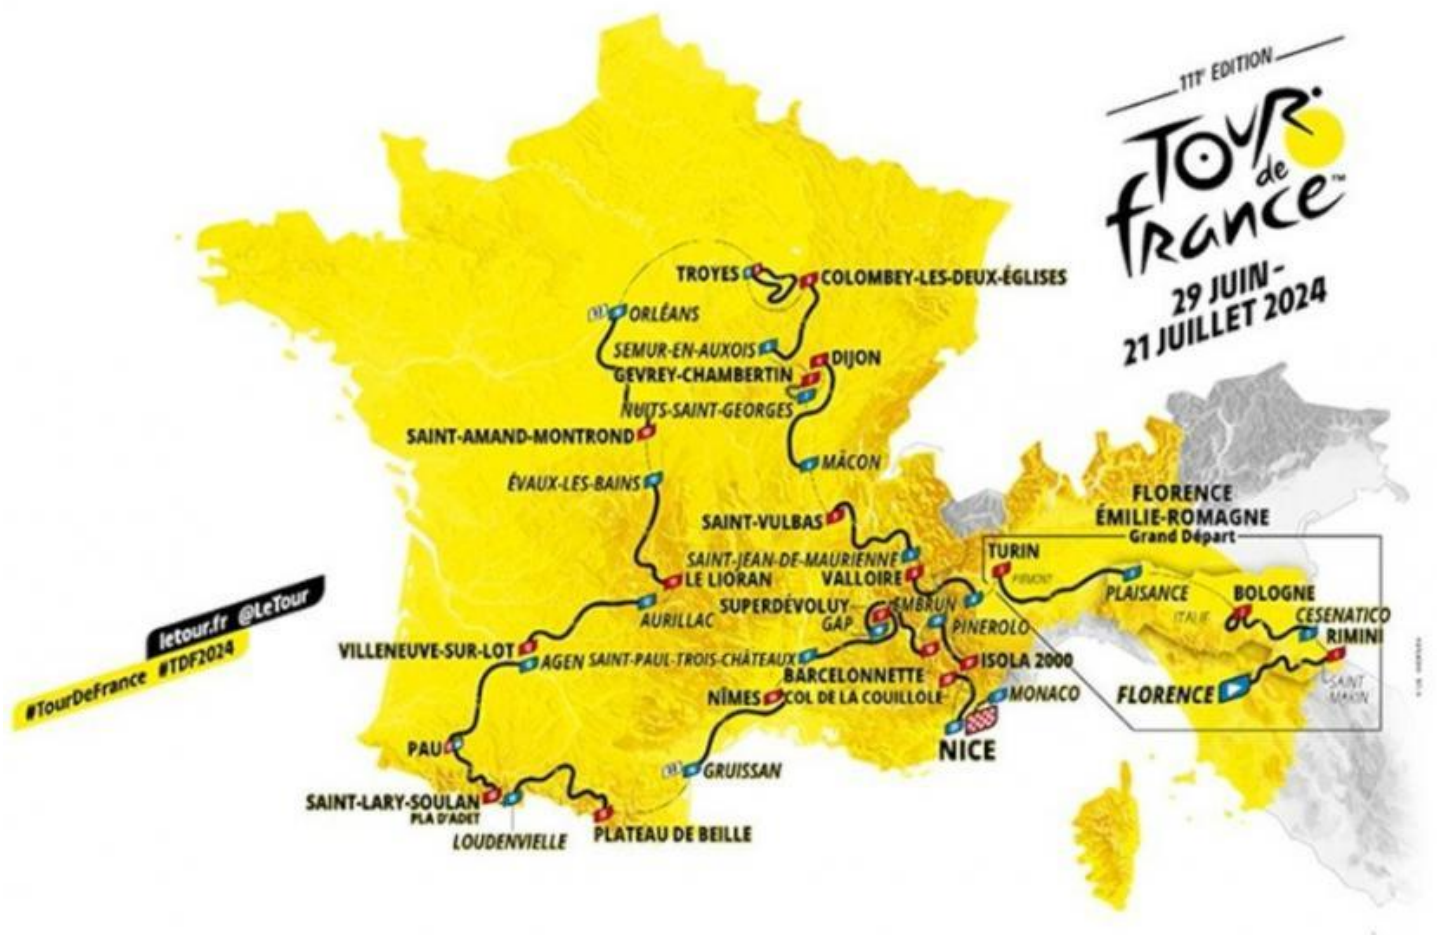 111ᵉ EDITION
TOUR
de
france™
29 JUIN-
21 JUILLET 2024
TROYES
COLOMBEY-LES-DEUX-ÉGLISES
ORLÉANS
SEMUR-EN-AUXOIS
DIJON
GEVREY-CHAMBERTIN
NUITS-SAINT-GEORGES
SAINT-AMAND-MONTROND
MÂCON
ÉVAUX-LES-BAINS
FLORENCE
ÉMILIE-ROMAGNE
Grand Départ
SAINT-VULBAS
SAINT-JEAN-DE-MAURIENNE
TURIN
LE LIORAN
VALLOIRE
PIÉMONT
PLAISANCE
BOLOGNE
SUPERDÉVOLUY
EMBRUN
ITALIE
CESENATICO
AURILLAC
GAP
PINEROLO
RIMINI
letour.fr @LeTour
#TourDeFrance #TDF2024
VILLENEUVE-SUR-LOT
AGEN
SAINT-PAUL-TROIS-CHÂTEAUX
ISOLA 2000
BARCELONNETTE
SAINT
MARIN
NÎMES
COL DE LA COUILLOLE
MONACO
FLORENCE
PAU
NICE
GRUISSAN
SAINT-LARY-SOULAN
PLA D'ADET
LOUDENVIELLE
PLATEAU DE BEILLE